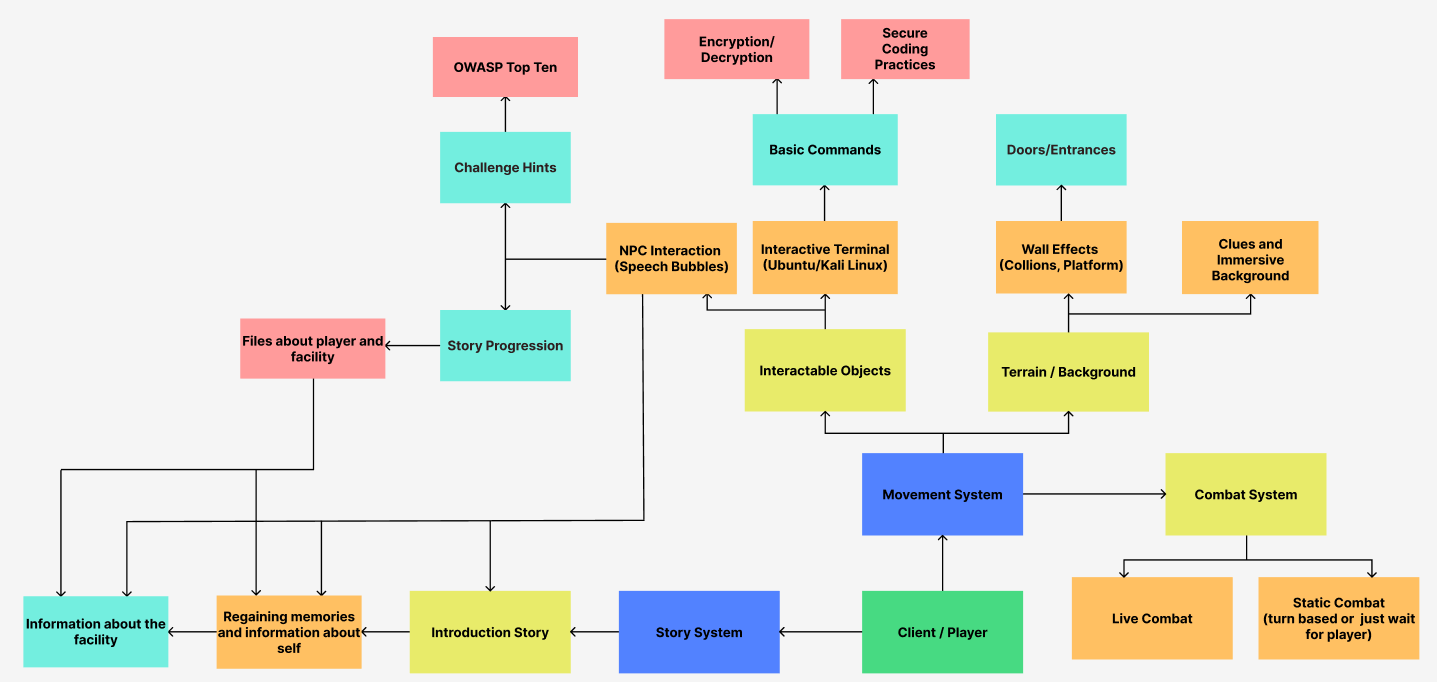 Encryption/
Decryption
Secure
Coding
Practices
OWASP Top Ten
Basic Commands
Doors/Entrances
Challenge Hints
NPC Interaction
(Speech Bubbles)
Interactive Terminal
(Ubuntu/Kali Linux)
Wall Effects
(Collions, Platform)
Clues and
Immersive
Background
Files about player and
facility
Story Progression
Interactable Objects
Terrain / Background
Movement System
Combat System
Information about the
facility
Regaining memories
and information about
self
Introduction Story
Story System
Client / Player
Live Combat
Static Combat
(turn based or just wait
for player)